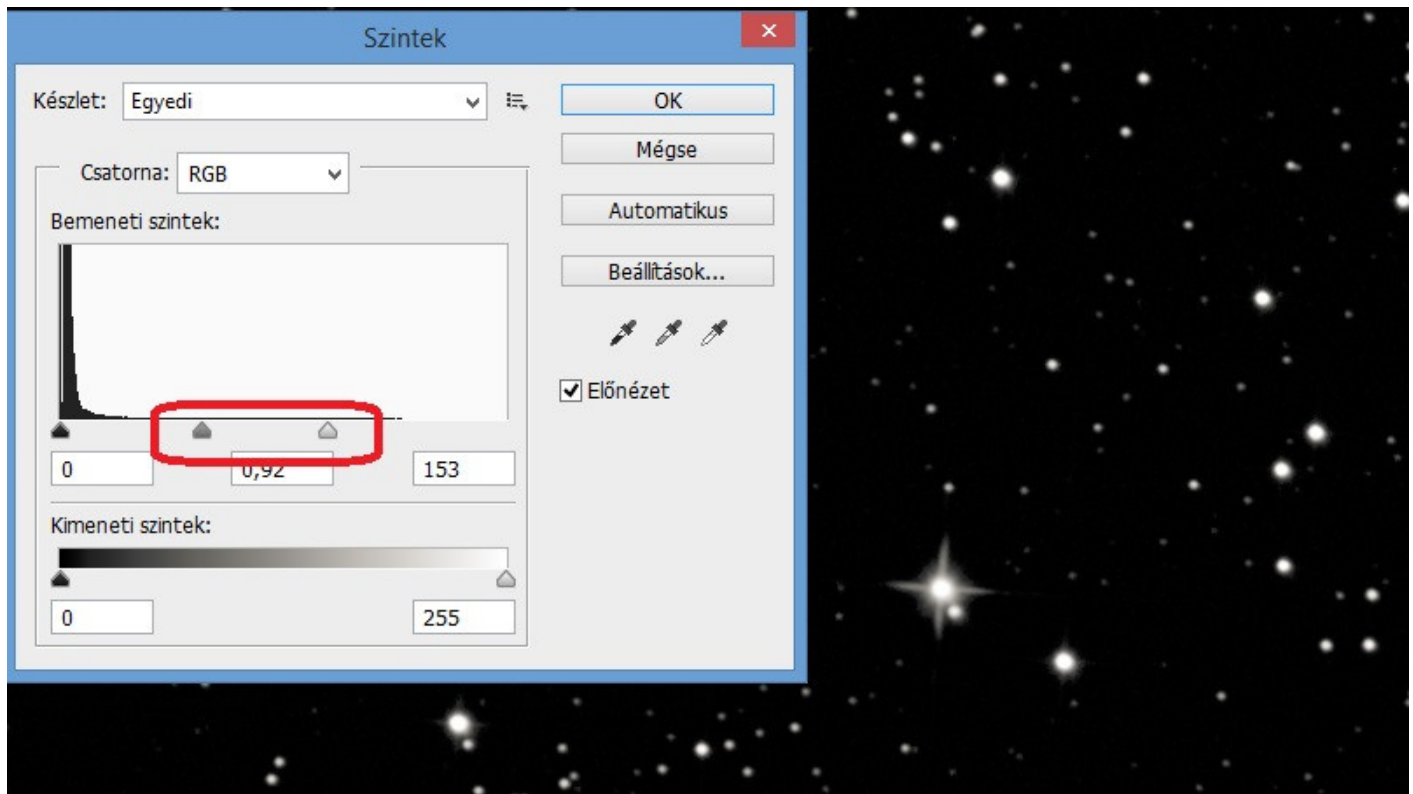 Szintek
Készlet: Egyedi
OK
Mégse
Csatorna: RGB
Automatikus
Bemeneti szintek:
Beállítások...
Előnézet
0 0,92 153
Kimeneti szintek:
0 255